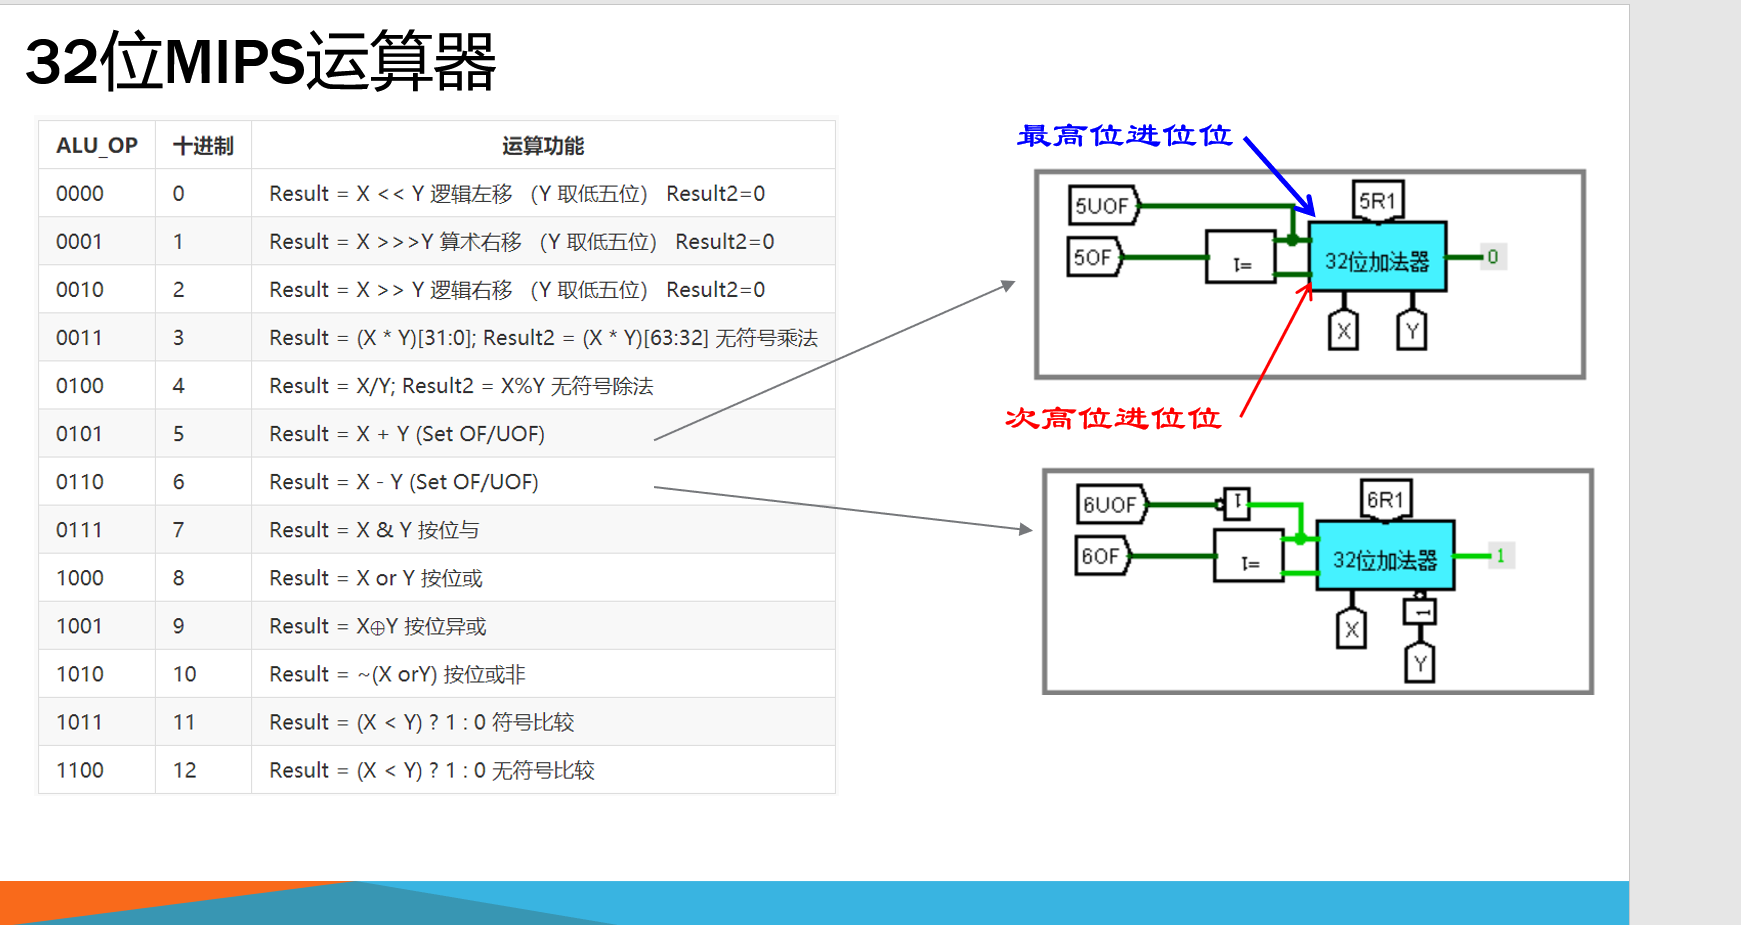 32位MIPS运算器
ALU_OP 十进制 运算功能
0000 0 Result = X << Y 逻辑左移 （Y 取低五位） Result2=0
0001 1 Result = X >>>Y 算术右移 （Y 取低五位） Result2=0
0010 2 Result = X >> Y 逻辑右移 （Y 取低五位） Result2=0
0011 3 Result = (X * Y)[31:0]; Result2 = (X * Y)[63:32] 无符号乘法
0100 4 Result = X/Y; Result2 = X%Y 无符号除法
0101 5 Result = X + Y (Set OF/UOF)
0110 6 Result = X - Y (Set OF/UOF)
0111 7 Result = X & Y 按位与
1000 8 Result = X or Y 按位或
1001 9 Result = X⊕Y 按位异或
1010 10 Result = ~(X orY) 按位或非
1011 11 Result = (X < Y) ? 1 : 0 符号比较
1100 12 Result = (X < Y) ? 1 : 0 无符号比较
最高位进位位
5UOF
5R1
5OF
=1
32位加法器
0
X
Y
次高位进位位
6UOF
1
6R1
6OF
=1
32位加法器
1
1
X
Y